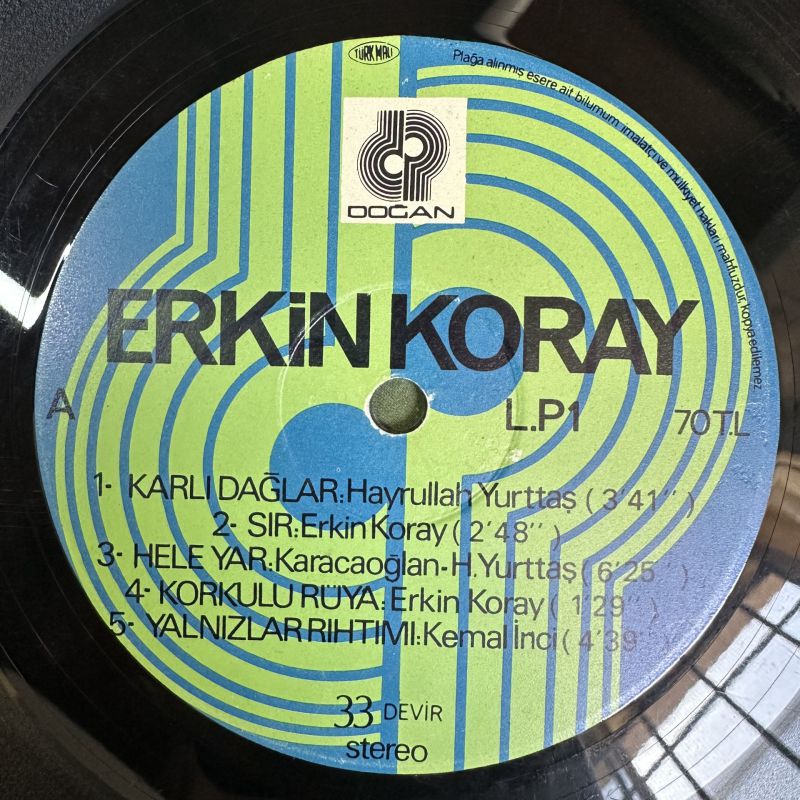 TÜRK MALI
Plağa alınmış esere ait bilumum imalatçı ve mülkiyet hakları mahfuzdur kopya edilemez
DOĞAN
ERKiN KORAY
A
L.P1
70 T.L
1- KARLI DAĞLAR:Hayrullah Yurttaş (3'41'')
2- SIR:Erkin Koray (2'48'')
3- HELE YAR:Karacaoğlan-H.Yurttaş (6'25'')
4- KORKULU RÜYA:Erkin Koray (1'29'')
5- YALNIZLAR RIHTIMI:Kemal İnci (4'39'')
33 DEVİR
stereo